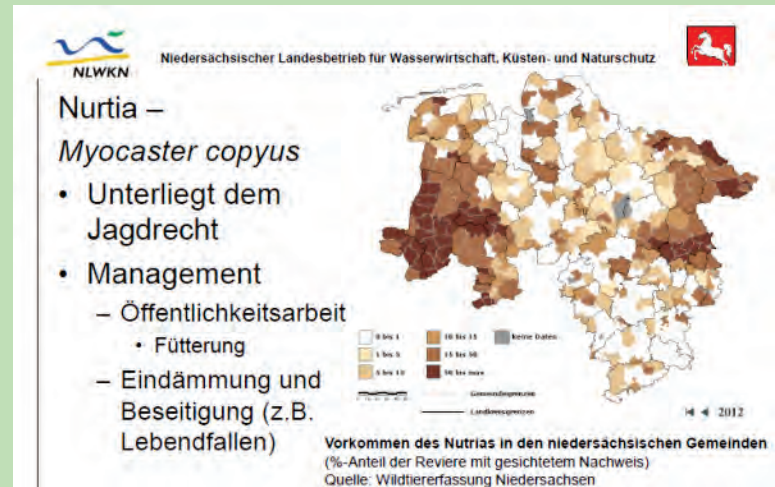 NLWKN
Niedersächsischer Landesbetrieb für Wasserwirtschaft, Küsten- und Naturschutz
Nurtia –
Myocaster copyus
• Unterliegt dem
Jagdrecht
• Management
– Öffentlichkeitsarbeit
• Fütterung
– Eindämmung und
Beseitigung (z.B.
Lebendfallen)
0 bis 1
1 bis 5
5 bis 10
10 bis 15
15 bis 50
50 bis max
keine Daten
Gemeindegrenzen
Landkreisgrenzen
2012
Vorkommen des Nutrias in den niedersächsischen Gemeinden
(%-Anteil der Reviere mit gesichtetem Nachweis)
Quelle: Wildtiererfassung Niedersachsen